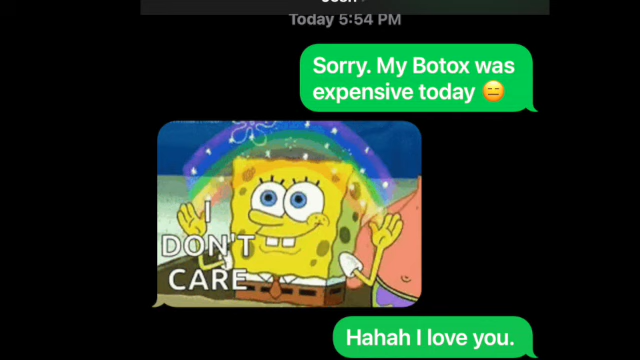 Today 5:54 PM
Sorry. My Botox was
expensive today 😑
I
DON'T
CARE
Hahah I love you.